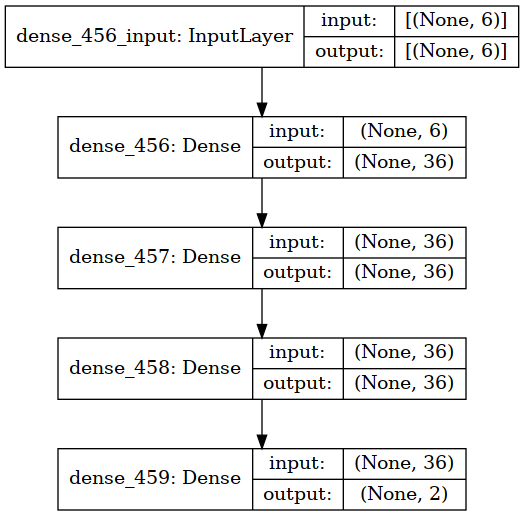 dense_456_input: InputLayer
input: [(None, 6)]
output: [(None, 6)]
dense_456: Dense
input: (None, 6)
output: (None, 36)
dense_457: Dense
input: (None, 36)
output: (None, 36)
dense_458: Dense
input: (None, 36)
output: (None, 36)
dense_459: Dense
input: (None, 36)
output: (None, 2)